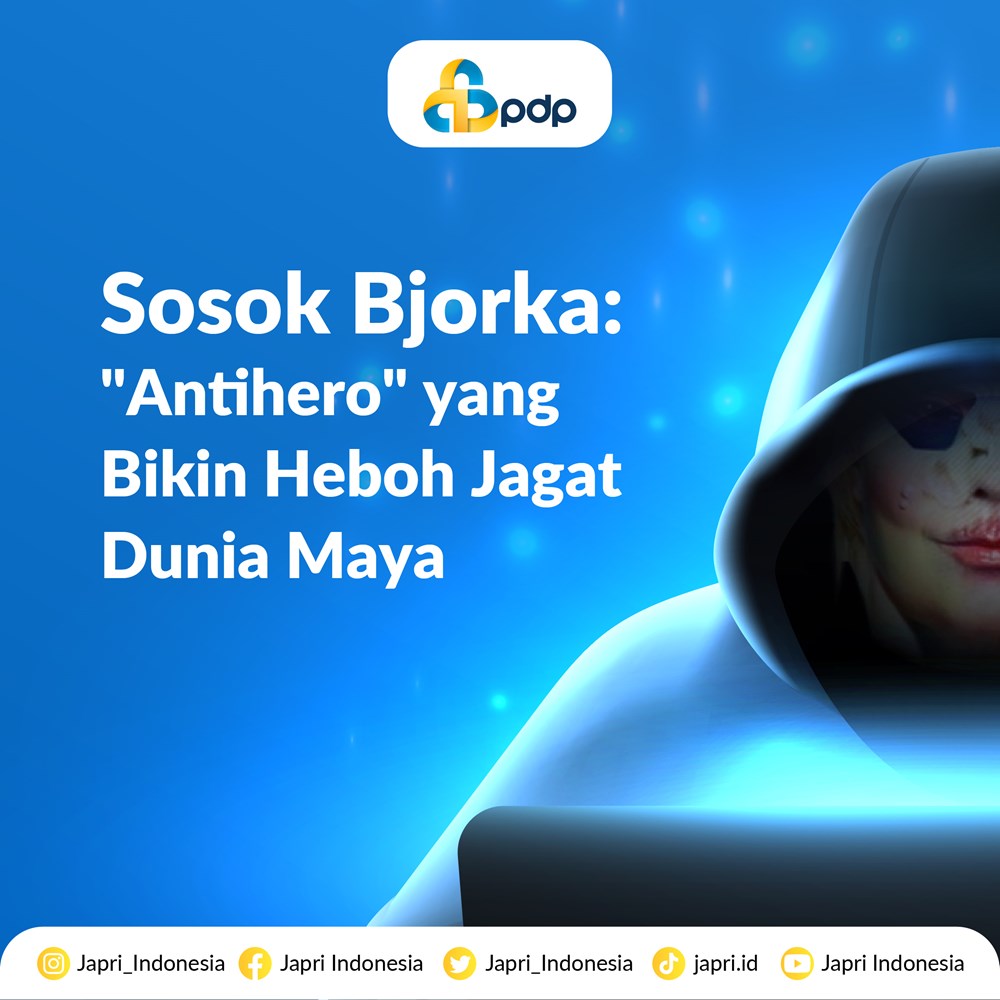 pdp
Sosok Bjorka:
"Antihero" yang
Bikin Heboh Jagat
Dunia Maya
Japri_Indonesia Japri Indonesia Japri_Indonesia japri.id Japri Indonesia